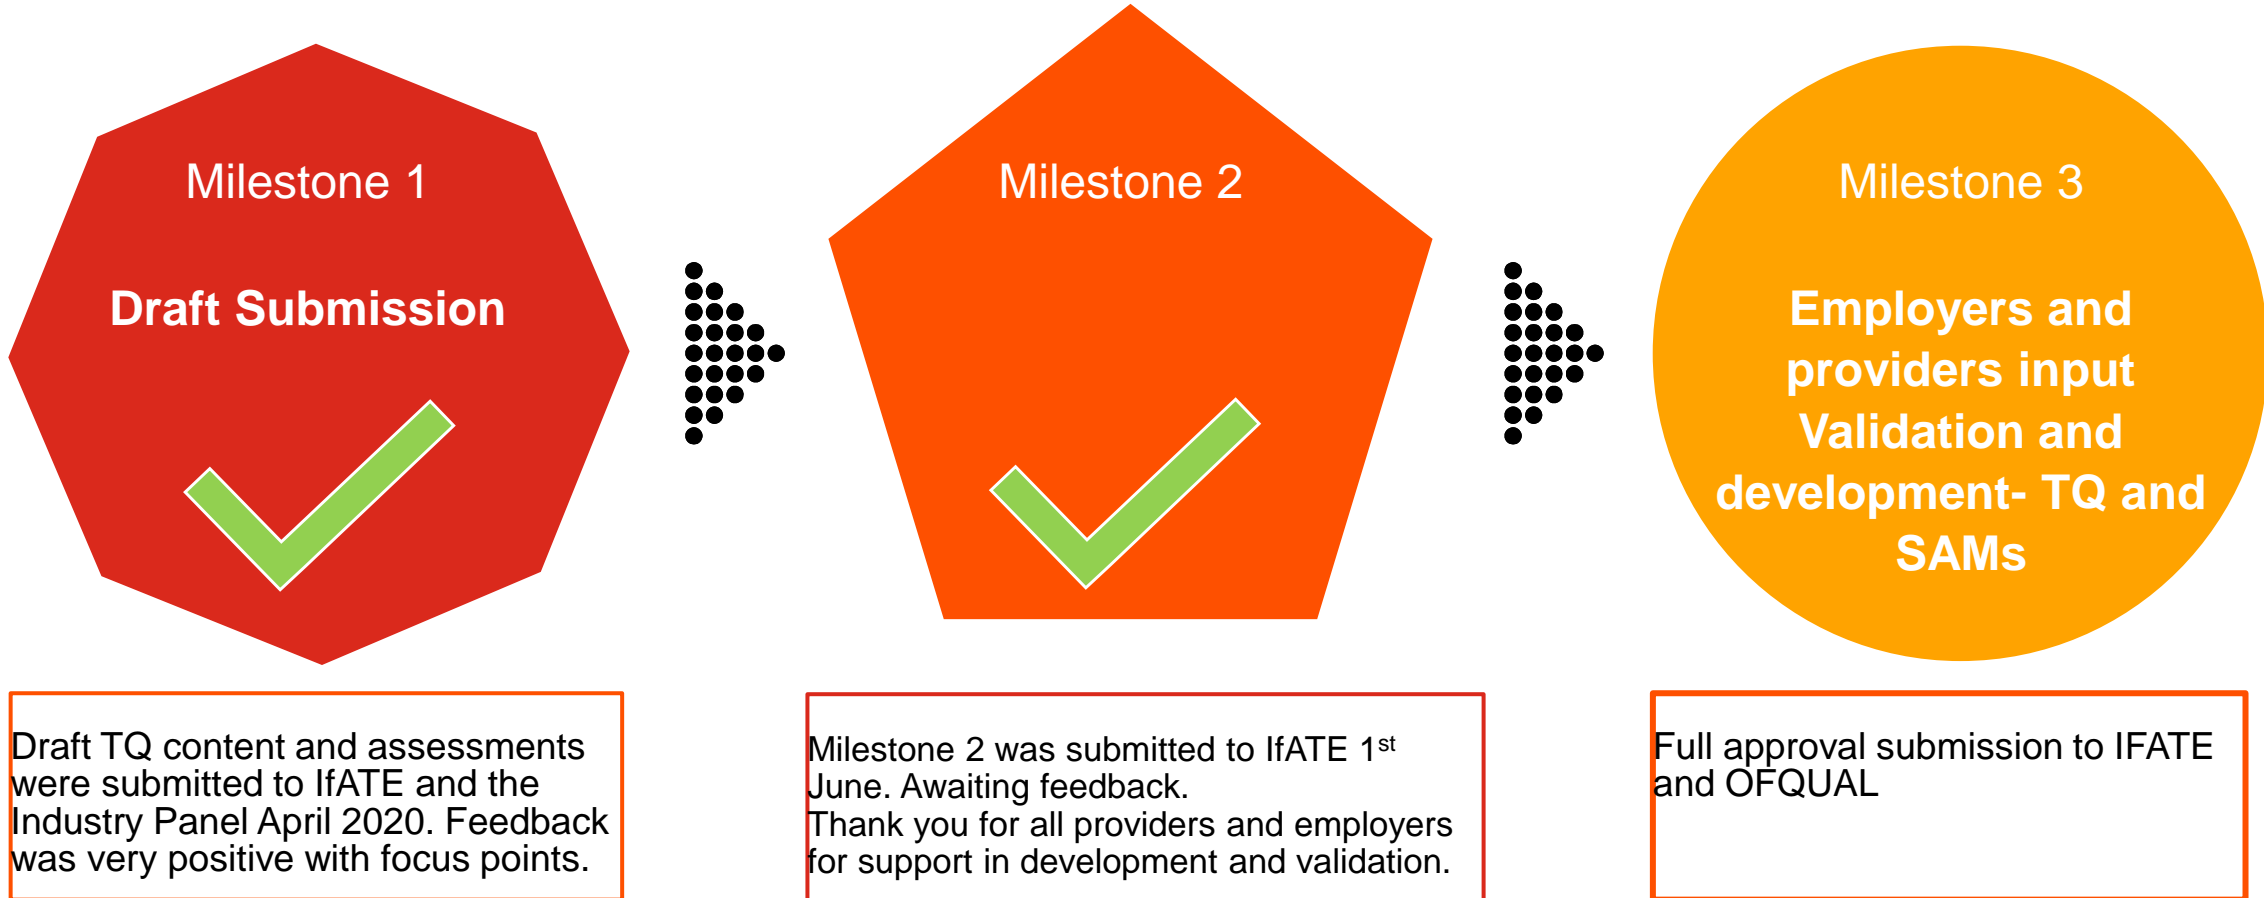 Milestone 1
Draft Submission
Milestone 2
Milestone 3
Employers and
providers input
Validation and
development- TQ and
SAMs
Draft TQ content and assessments
were submitted to IfATE and the
Industry Panel April 2020. Feedback
was very positive with focus points.
Milestone 2 was submitted to IfATE 1st
June. Awaiting feedback.
Thank you for all providers and employers
for support in development and validation.
Full approval submission to IFATE
and OFQUAL